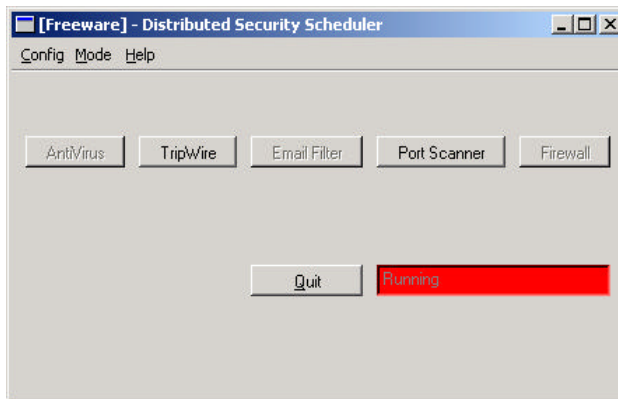 [Freeware] - Distributed Security Scheduler
Config Mode Help
AntiVirus TripWire Email Filter Port Scanner Firewall
Quit Running